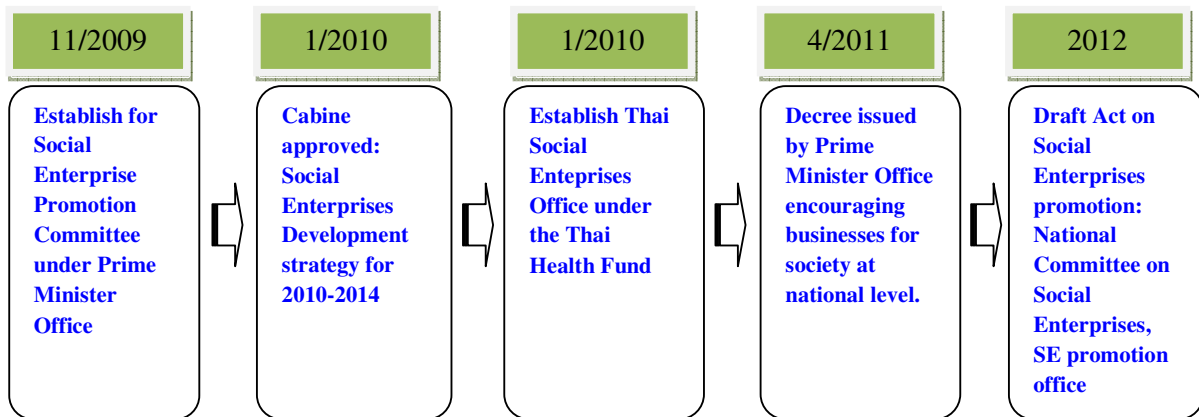 11/2009
Establish for
Social
Enterprise
Promotion
Committee
under Prime
Minister
Office
1/2010
Cabine
approved:
Social
Enterprises
Development
strategy for
2010-2014
1/2010
Establish Thai
Social
Enteprises
Office under
the Thai
Health Fund
4/2011
Decree issued
by Prime
Minister Office
encouraging
businesses for
society at
national level.
2012
Draft Act on
Social
Enterprises
promotion:
National
Committee on
Social
Enterprises,
SE promotion
office